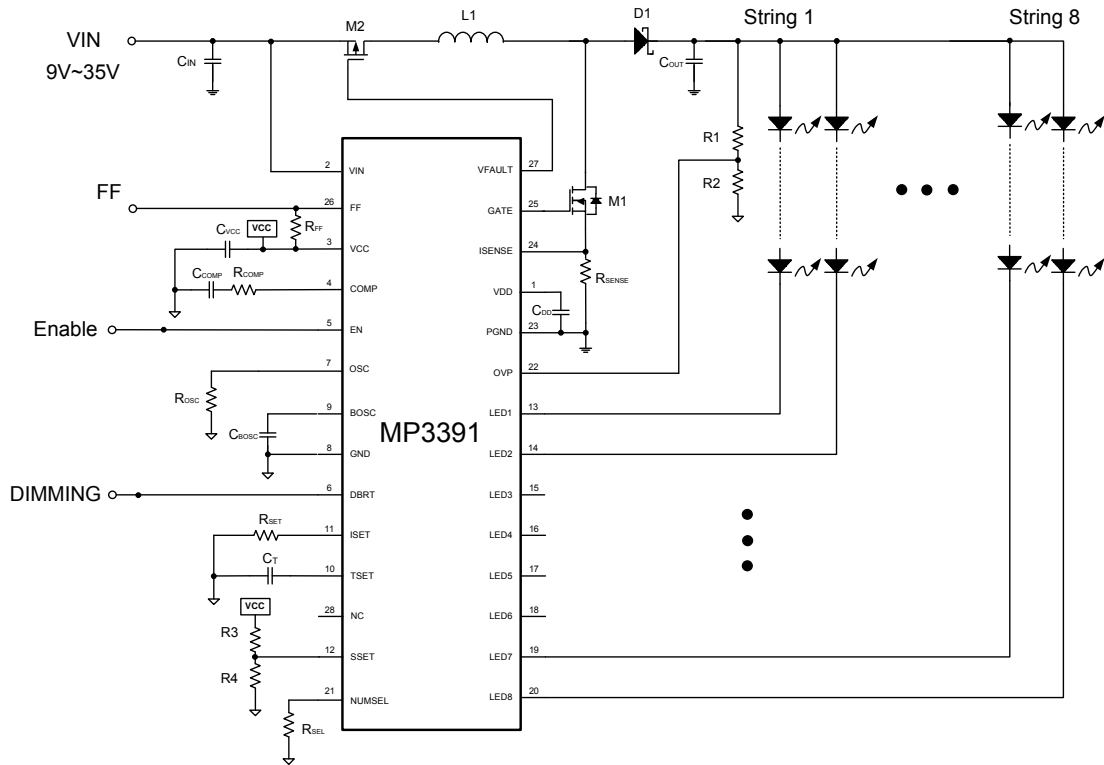 M2
L1
D1
String 1
String 8
VIN
9V~35V
CIN
COUT
R1
R2
2
VIN
VFAULT
27
FF
26
FF
RFF
GATE
25
M1
CVCC
VCC
3
VCC
ISENSE
24
RSENSE
CCOMP
RCOMP
4
COMP
VDD
1
CDD
Enable
5
EN
PGND
23
7
OSC
OVP
22
ROSC
9
BOSC
LED1
13
CBOSC
MP3391
8
GND
LED2
14
DIMMING
6
DBRT
LED3
15
RSET
11
ISET
LED4
16
CT
10
TSET
LED5
17
VCC
28
NC
LED6
18
R3
12
SSET
LED7
19
R4
21
NUMSEL
LED8
20
RSEL